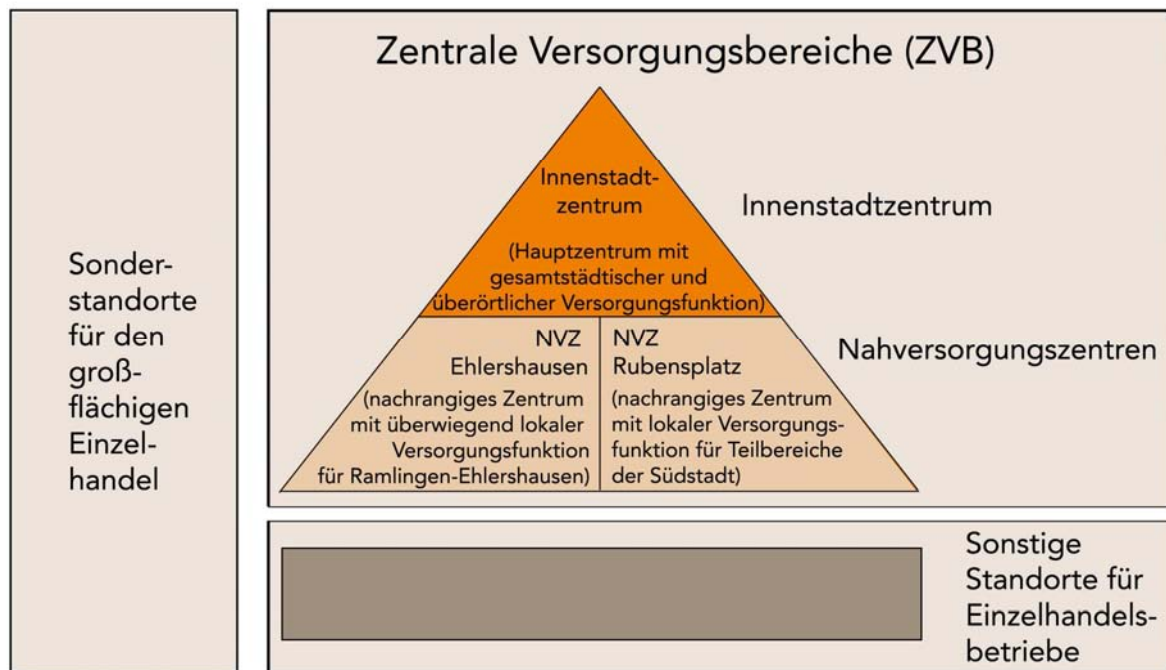 Sonder-
standorte
für den
groß-
flächigen
Einzel-
handel
Zentrale Versorgungsbereiche (ZVB)
Innenstadt-
zentrum
(Hauptzentrum mit
gesamtstädtischer und
überörtlicher Versorgungsfunktion)
Innenstadtzentrum
NVZ
Ehlershausen
(nachrangiges Zentrum
mit überwiegend lokaler
Versorgungsfunktion
für Ramlingen-Ehlershausen)
NVZ
Rubensplatz
(nachrangiges Zentrum
mit lokaler Versorgungs-
funktion für Teilbereiche
der Südstadt)
Nahversorgungszentren
Sonstige
Standorte für
Einzelhandels-
betriebe